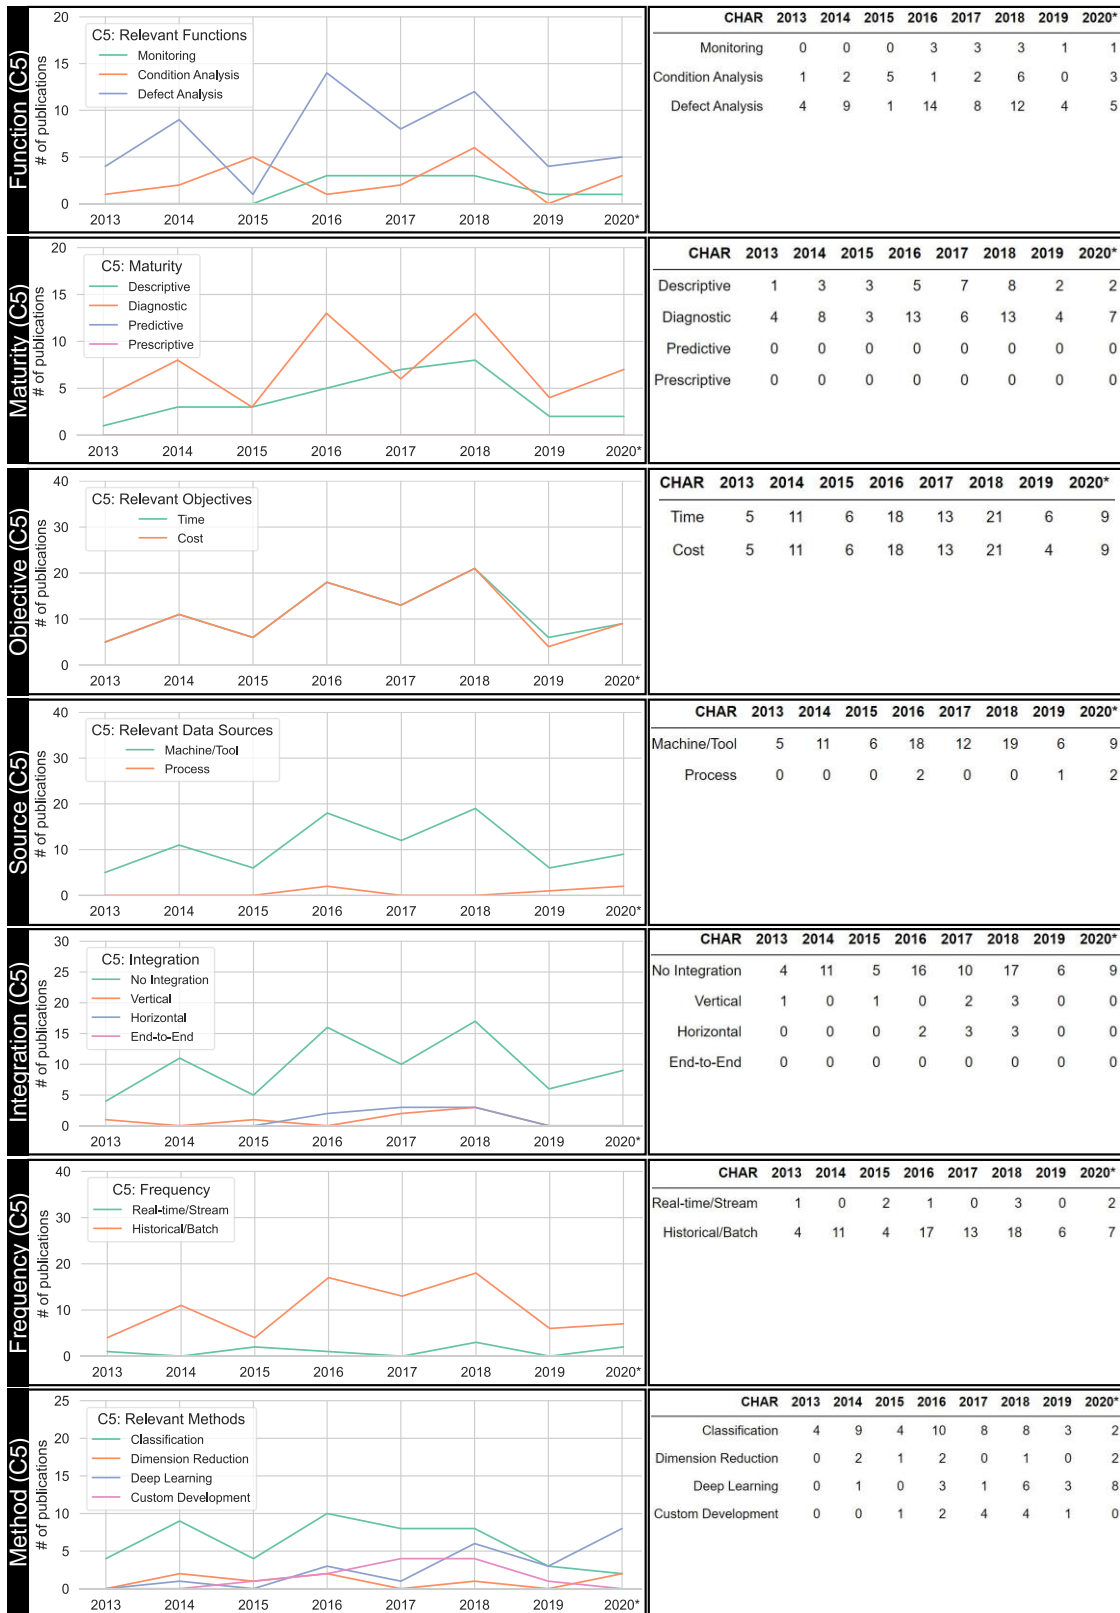 Function (C5)
# of publications
C5: Relevant Functions
Monitoring
Condition Analysis
Defect Analysis
20
15
10
5
0
2013 2014 2015 2016 2017 2018 2019 2020*
CHAR 2013 2014 2015 2016 2017 2018 2019 2020*
Monitoring 0 0 0 3 3 3 1 1
Condition Analysis 1 2 5 1 2 6 0 3
Defect Analysis 4 9 1 14 8 12 4 5
Maturity (C5)
# of publications
C5: Maturity
Descriptive
Diagnostic
Predictive
Prescriptive
20
15
10
5
0
2013 2014 2015 2016 2017 2018 2019 2020*
CHAR 2013 2014 2015 2016 2017 2018 2019 2020*
Descriptive 1 3 3 5 7 8 2 2
Diagnostic 4 8 3 13 6 13 4 7
Predictive 0 0 0 0 0 0 0 0
Prescriptive 0 0 0 0 0 0 0 0
Objective (C5)
# of publications
C5: Relevant Objectives
Time
Cost
40
30
20
10
0
2013 2014 2015 2016 2017 2018 2019 2020*
CHAR 2013 2014 2015 2016 2017 2018 2019 2020*
Time 5 11 6 18 13 21 6 9
Cost 5 11 6 18 13 21 4 9
Source (C5)
# of publications
C5: Relevant Data Sources
Machine/Tool
Process
40
30
20
10
0
2013 2014 2015 2016 2017 2018 2019 2020*
CHAR 2013 2014 2015 2016 2017 2018 2019 2020*
Machine/Tool 5 11 6 18 12 19 6 9
Process 0 0 0 2 0 0 1 2
Integration (C5)
# of publications
C5: Integration
No Integration
Vertical
Horizontal
End-to-End
30
25
20
15
10
5
0
2013 2014 2015 2016 2017 2018 2019 2020*
CHAR 2013 2014 2015 2016 2017 2018 2019 2020*
No Integration 4 11 5 16 10 17 6 9
Vertical 1 0 1 0 2 3 0 0
Horizontal 0 0 0 2 3 3 0 0
End-to-End 0 0 0 0 0 0 0 0
Frequency (C5)
# of publications
C5: Frequency
Real-time/Stream
Historical/Batch
40
30
20
10
0
2013 2014 2015 2016 2017 2018 2019 2020*
CHAR 2013 2014 2015 2016 2017 2018 2019 2020*
Real-time/Stream 1 0 2 1 0 3 0 2
Historical/Batch 4 11 4 17 13 18 6 7
Method (C5)
# of publications
C5: Relevant Methods
Classification
Dimension Reduction
Deep Learning
Custom Development
25
20
15
10
5
0
2013 2014 2015 2016 2017 2018 2019 2020*
CHAR 2013 2014 2015 2016 2017 2018 2019 2020*
Classification 4 9 4 10 8 8 3 2
Dimension Reduction 0 2 1 2 0 1 0 2
Deep Learning 0 1 0 3 1 6 3 8
Custom Development 0 0 1 2 4 4 1 0